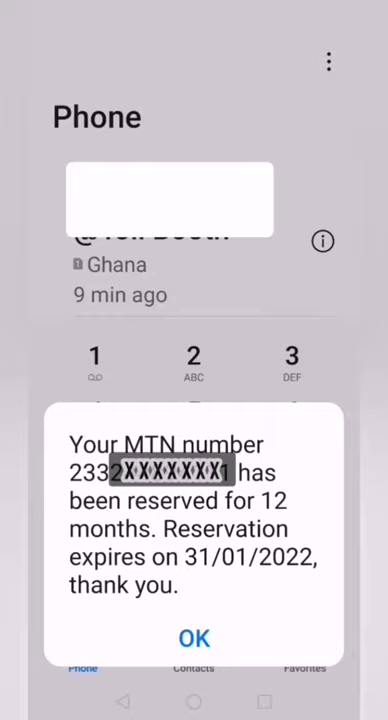 Phone
Ghana
9 min ago
1
2
3
ABC
DEF
Your MTN number
2332XXXXXXX1 has
been reserved for 12
months. Reservation
expires on 31/01/2022,
thank you.
OK
Phone
Contacts
Favorites